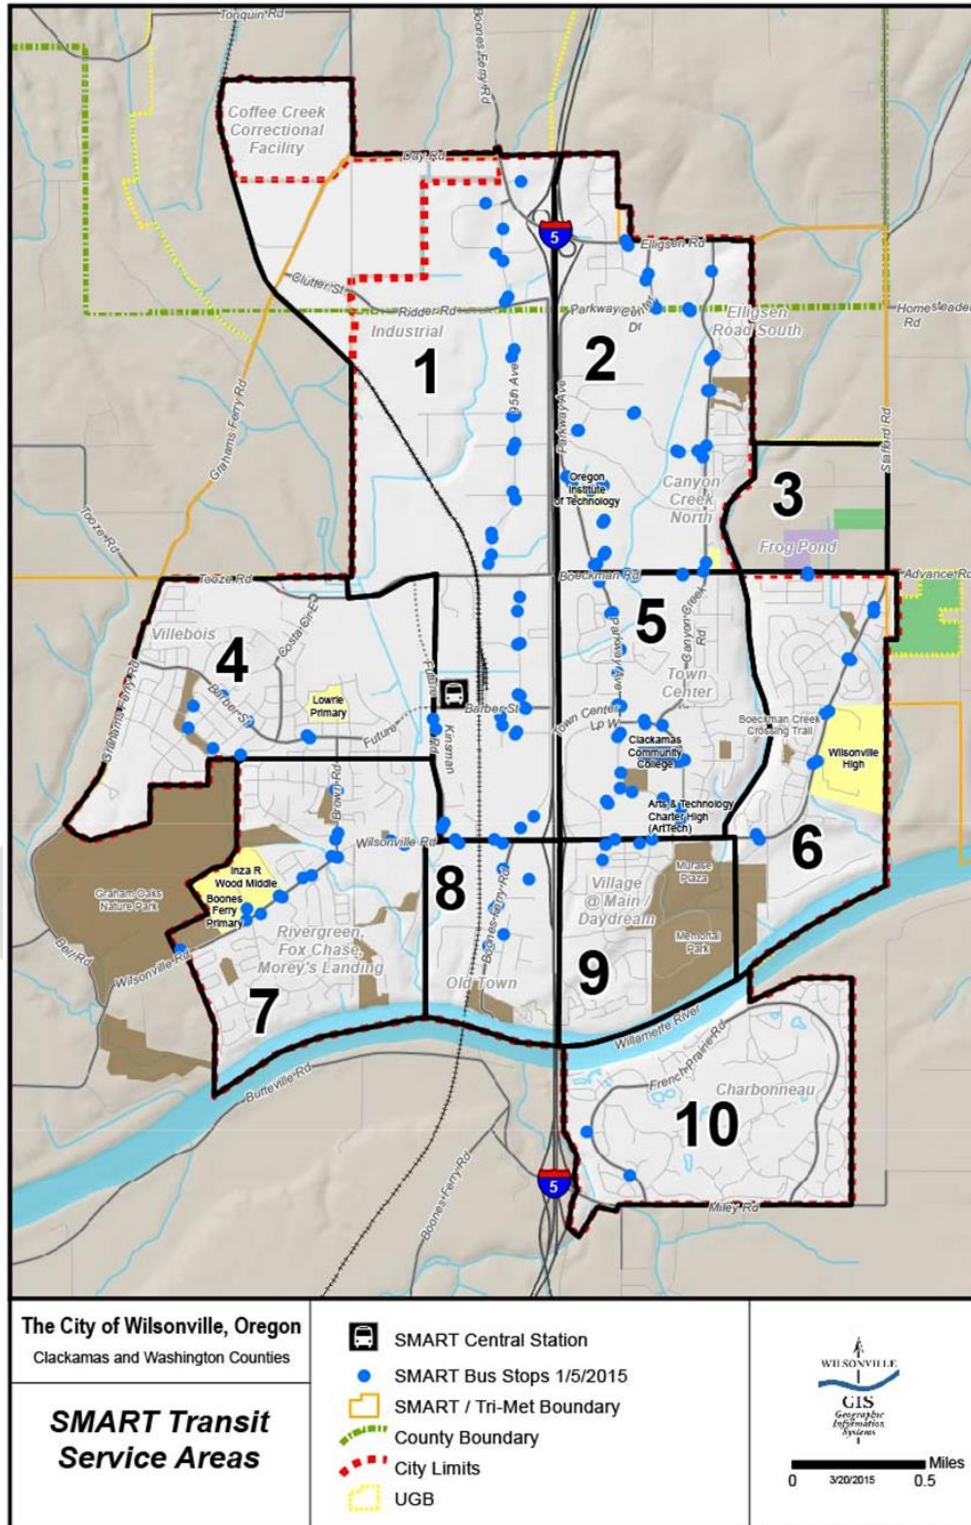 Tonquin Rd
Boones Ferry Rd
Coffee Creek
Correctional
Facility
Day Rd
5
Elligsen Rd
Clutter St
Ridder Rd
Parkway Center
Dr
Homesteader
Rd
Industrial
Elligsen
Road South
1
2
95th Ave
Parkway Ave
Grahams Ferry Rd
Stafford Rd
Oregon
Institute
of Technology
Canyon
Creek
North
3
Frog Pond
Tooze Rd
Tooze Rd
Boeckman Rd
Advance Rd
Villebois
Costa Cir E
4
5
Canyon Creek
Rd
Parkway Ave
Town
Center
Grahams Ferry Rd
Barber St
Lowrie
Primary
Future
Future
Kinsman
Rd
Barber St
Town Center
Lp W
Boeckman Creek
Crossing Trail
Clackamas
Community
College
Wilsonville
High
Brown Rd
Arts & Technology
Charter High
(ArtTech)
Wilsonville Rd
6
Inza R
Wood Middle
Boones
Ferry
Primary
8
Village
@ Main /
Daydream
Murase
Plaza
Graham Oaks
Nature Park
Boones Ferry Rd
Rivergreen,
Fox Chase,
Morey's Landing
Memorial
Park
Bell Rd
Wilsonville Rd
7
Old Town
9
Willamette River
Butteville Rd
French Prairie Rd
Charbonneau
10
Boones Ferry Rd
5
Miley Rd
The City of Wilsonville, Oregon
Clackamas and Washington Counties
SMART Transit
Service Areas
SMART Central Station
SMART Bus Stops 1/5/2015
SMART / Tri-Met Boundary
County Boundary
City Limits
UGB
WILSONVILLE
GIS
Geographic
Information
Systems
Miles
0 3/20/2015 0.5